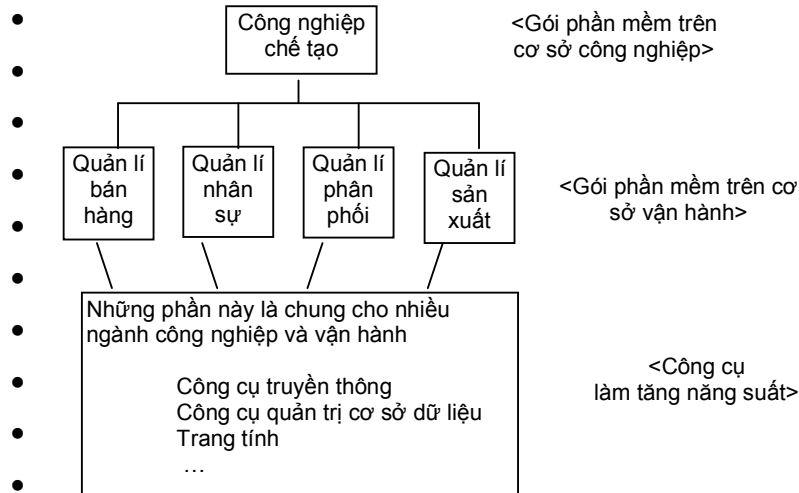 Công nghiệp
chế tạo
<Gói phần mềm trên
cơ sở công nghiệp>
Quản lí
bán
hàng
Quản lí
nhân
sự
Quản lí
phân
phối
Quản lí
sản
xuất
<Gói phần mềm trên cơ
sở vận hành>
Những phần này là chung cho nhiều
ngành công nghiệp và vận hành
Công cụ truyền thông
Công cụ quản trị cơ sở dữ liệu
Trang tính
…
<Công cụ
làm tăng năng suất>